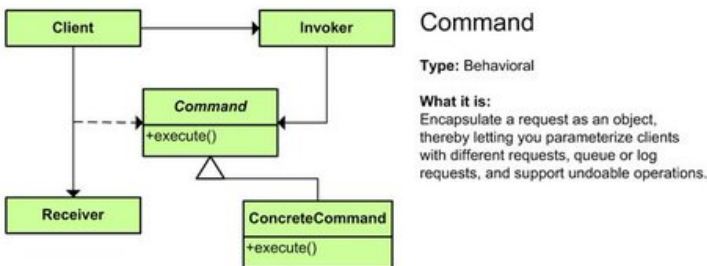 Client
Invoker
Command
+execute()
Receiver
ConcreteCommand
+execute()
Command
Type: Behavioral
What it is:
Encapsulate a request as an object,
thereby letting you parameterize clients
with different requests, queue or log
requests, and support undoable operations.